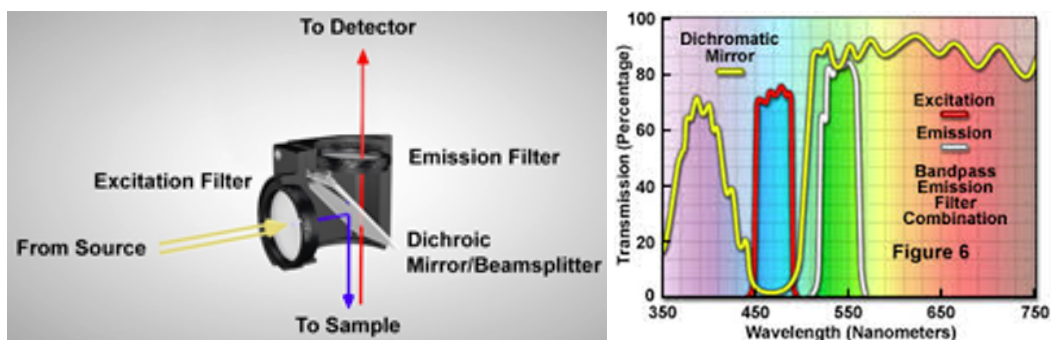 To Detector
Emission Filter
Excitation Filter
From Source
Dichroic
Mirror/Beamsplitter
To Sample
Transmission (Percentage)
100
80
60
40
20
0
Dichromatic
Mirror
Excitation
Emission
Bandpass
Emission
Filter
Combination
Figure 6
350
450
550
650
750
Wavelength (Nanometers)